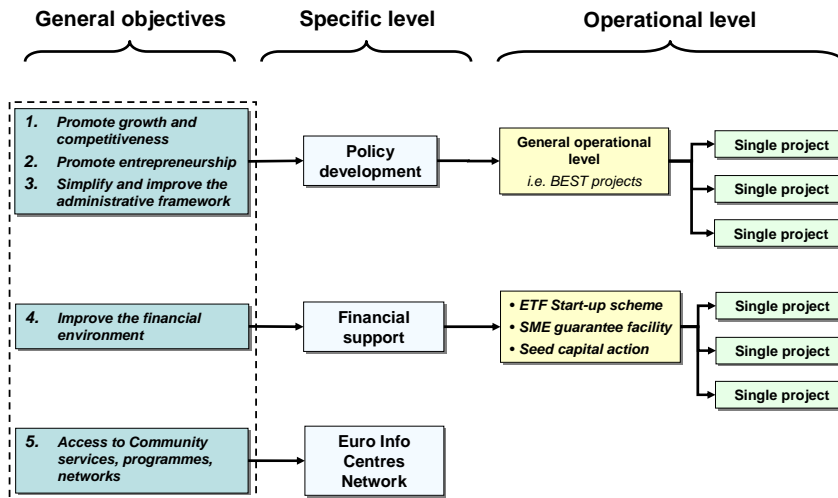 General objectives
Specific level
Operational level
1. Promote growth and
competitiveness
2. Promote entrepreneurship
3. Simplify and improve the
administrative framework
Policy
development
General operational
level
i.e. BEST projects
Single project
Single project
Single project
4. Improve the financial
environment
Financial
support
• ETF Start-up scheme
• SME guarantee facility
• Seed capital action
Single project
Single project
Single project
5. Access to Community
services, programmes,
networks
Euro Info
Centres
Network